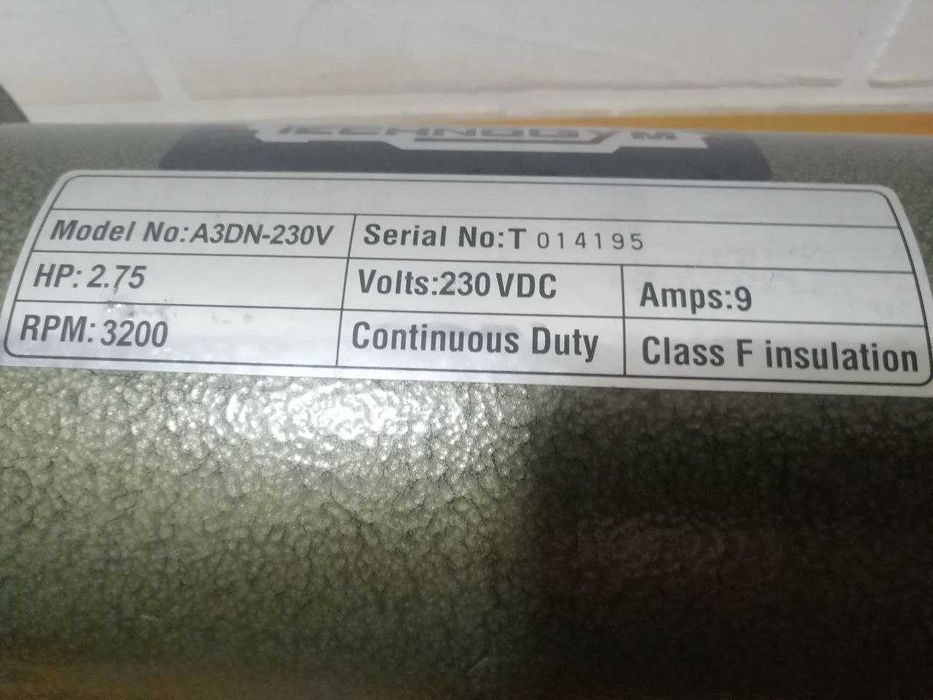 TECHNOGYM
Model No:A3DN-230V Serial No:T 014195
HP: 2.75 Volts:230VDC Amps:9
RPM: 3200 Continuous Duty Class F insulation